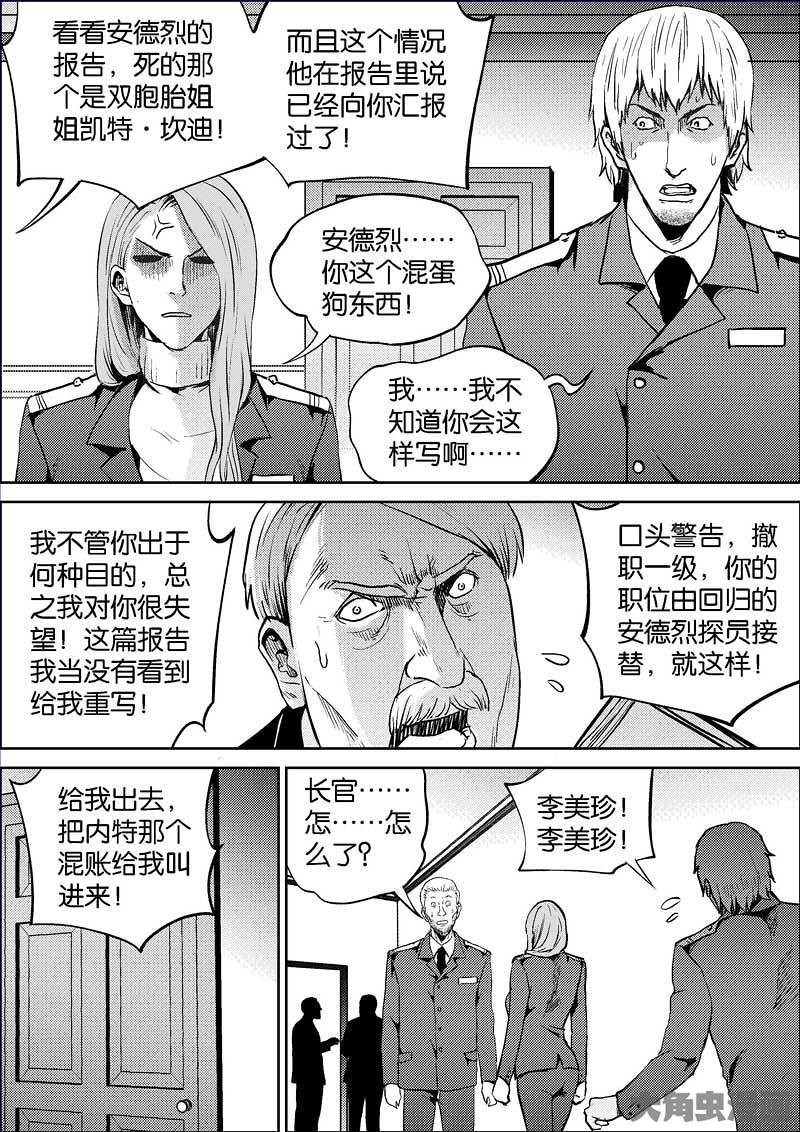 看看安德烈的
报告，死的那
个是双胞胎姐
姐凯特·坎迪！
而且这个情况
他在报告里说
已经向你汇报
过了！
安德烈……
你这个混蛋
狗东西！
我……我不
知道你会这
样写啊……
我不管你出于
何种目的，总
之我对你很失
望！这篇报告
我当没有看到
给我重写！
口头警告，撤
职一级，你的
职位由回归的
安德烈探员接
替，就这样！
给我出去，
把内特那个
混账给我叫
进来！
长官……
怎……怎
么了？
李美珍！
李美珍！
大角虫漫画